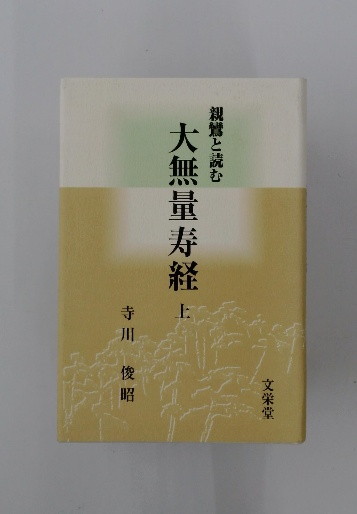 親鸞と読む
大無量寿経 上
寺川 俊昭
文栄堂